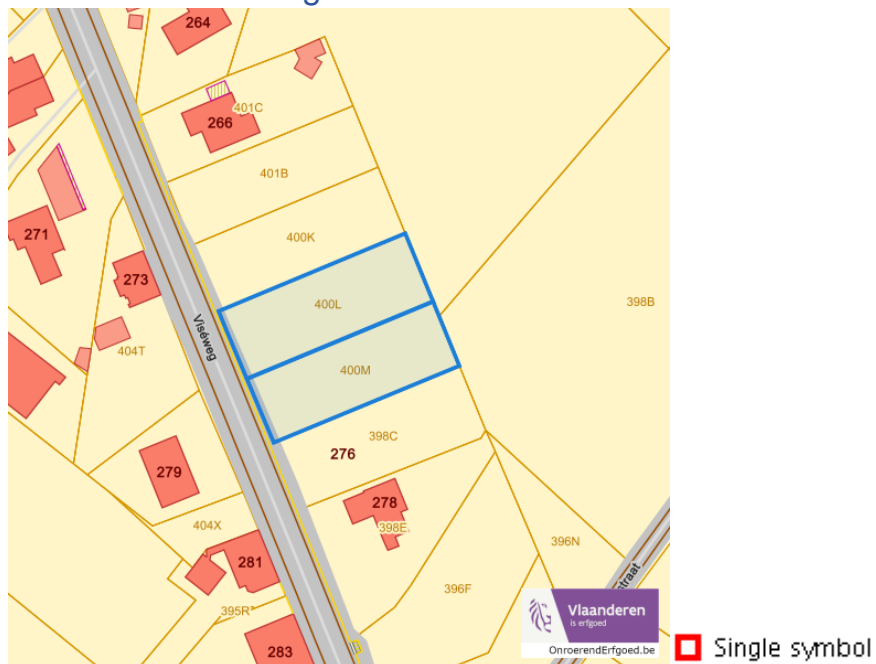 264
401C
266
401B
271
400K
273
400L
398B
Viséweg
404T
400M
398C
276
279
278
398E
404X
396N
281
396F
straat
395R
283
Vlaanderen
is erfgoed
OnroerendErfgoed.be
Single symbol